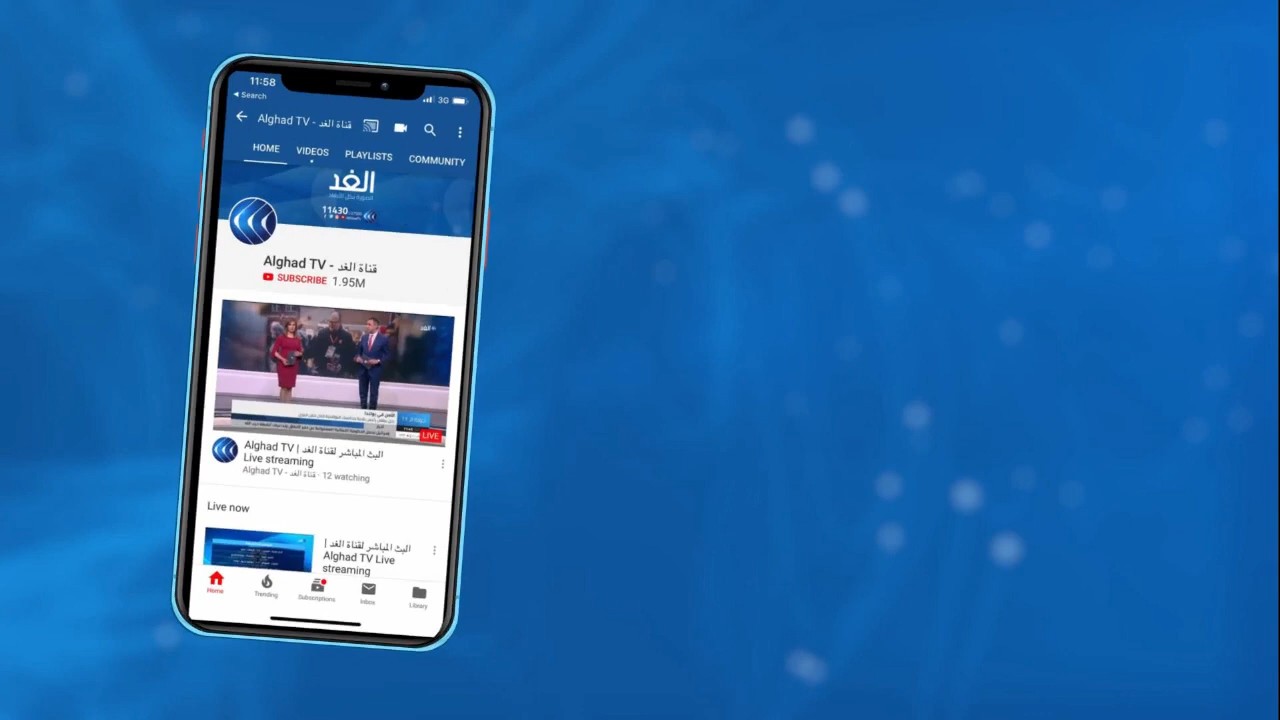 11:58
Search
3G
Alghad TV - قناة الغد
HOME VIDEOS PLAYLISTS COMMUNITY
الغد
11430
Alghad TV - قناة الغد
SUBSCRIBE 1.95M
الغد
LIVE
Alghad TV | البث المباشر لقناة الغد
Live streaming
Alghad TV - قناة الغد · 12 watching
Live now
البث المباشر لقناة الغد |
Alghad TV Live
streaming
Home Trending Subscriptions Inbox Library